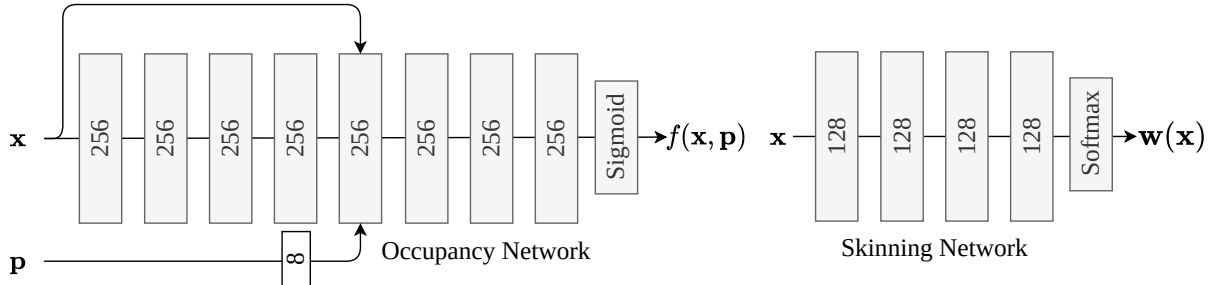 x
256
256
256
256
256
256
256
256
Sigmoid
f(x, p)
p
8
Occupancy Network
x
128
128
128
128
Softmax
w(x)
Skinning Network